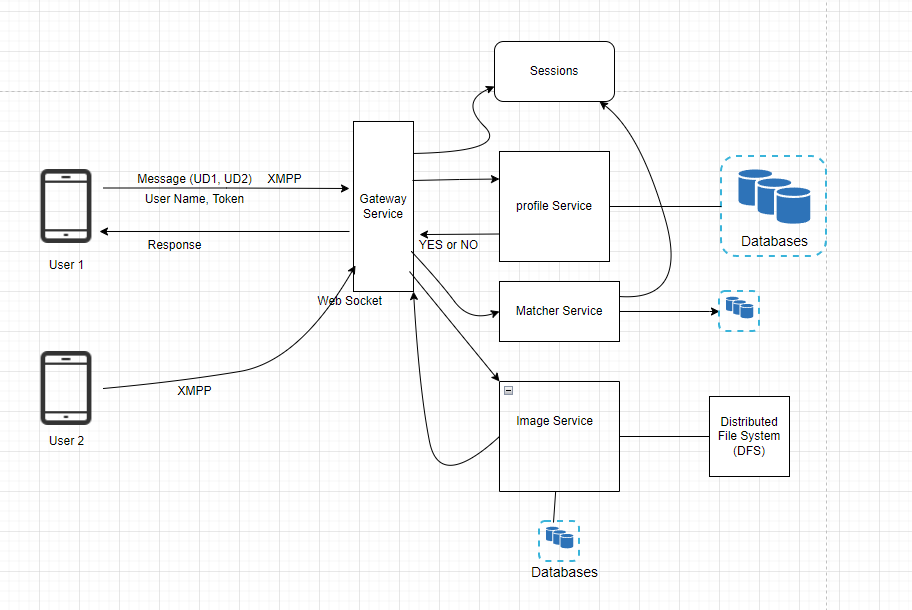 Sessions
Message (UD1, UD2) XMPP
User Name, Token
Gateway
Service
profile Service
Response
YES or NO
Databases
User 1
Web Socket
Matcher Service
XMPP
User 2
Image Service
Distributed
File System
(DFS)
Databases